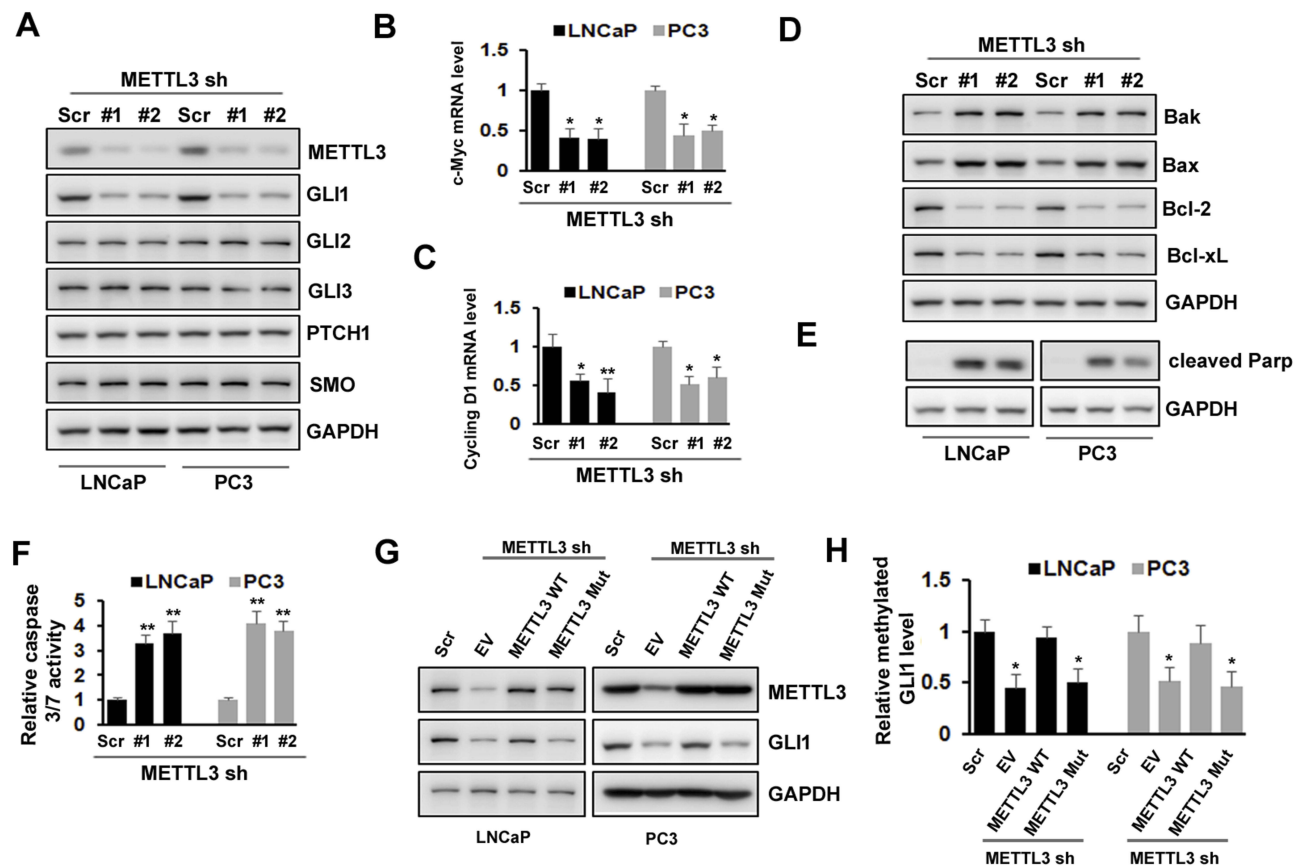 A
METTL3 sh
Scr #1 #2 Scr #1 #2
METTL3
GLI1
GLI2
GLI3
PTCH1
SMO
GAPDH
LNCaP PC3
B
LNCaP PC3
c-Myc mRNA level
1.5
1
0.5
0
* * * *
Scr #1 #2 Scr #1 #2
METTL3 sh
C
LNCaP PC3
Cycling D1 mRNA level
1.5
1
0.5
0
* ** * *
Scr #1 #2 Scr #1 #2
METTL3 sh
D
METTL3 sh
Scr #1 #2 Scr #1 #2
Bak
Bax
Bcl-2
Bcl-xL
GAPDH
E
cleaved Parp
GAPDH
LNCaP PC3
F
LNCaP PC3
Relative caspase
3/7 activity
5
4
3
2
1
0
** ** ** **
Scr #1 #2 Scr #1 #2
METTL3 sh
G
METTL3 sh METTL3 sh
Scr EV METTL3 WT METTL3 Mut Scr EV METTL3 WT METTL3 Mut
METTL3
GLI1
GAPDH
LNCaP PC3
H
LNCaP PC3
Relative methylated
GLI1 level
1.5
1
0.5
0
* * * *
Scr EV METTL3 WT METTL3 Mut Scr EV METTL3 WT METTL3 Mut
METTL3 sh METTL3 sh